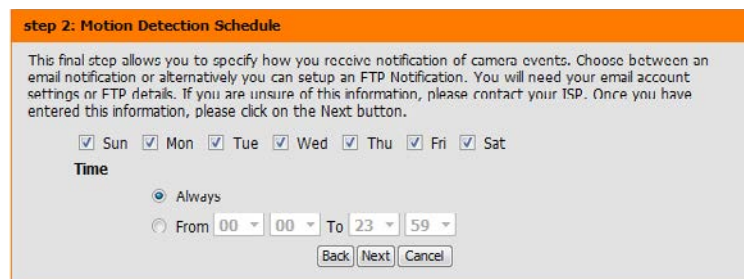 step 2: Motion Detection Schedule
This final step allows you to specify how you receive notification of camera events. Choose between an
email notification or alternatively you can setup an FTP Notification. You will need your email account
settings or FTP details. If you are unsure of this information, please contact your ISP. Once you have
entered this information, please click on the Next button.
Sun Mon Tue Wed Thu Fri Sat
Time
Always
From 00 00 To 23 59
Back Next Cancel